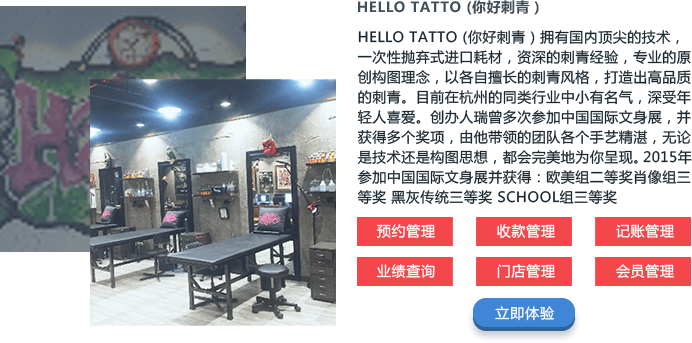 HELLO TATTO (你好刺青 )
HELLO TATTO (你好刺青 ) 拥有国内顶尖的技术，
一次性抛弃式进口耗材，资深的刺青经验，专业的原
创构图理念，以各自擅长的刺青风格，打造出高品质
的刺青。目前在杭州的同类行业中小有名气，深受年
轻人喜爱。创办人瑞曾多次参加中国国际文身展，并
获得多个奖项，由他带领的团队各个手艺精湛，无论
是技术还是构图思想，都会完美地为你呈现。2015年
参加中国国际文身展并获得：欧美组二等奖肖像组三
等奖 黑灰传统三等奖 SCHOOL组三等奖
预约管理 收款管理 记账管理
业绩查询 门店管理 会员管理
立即体验